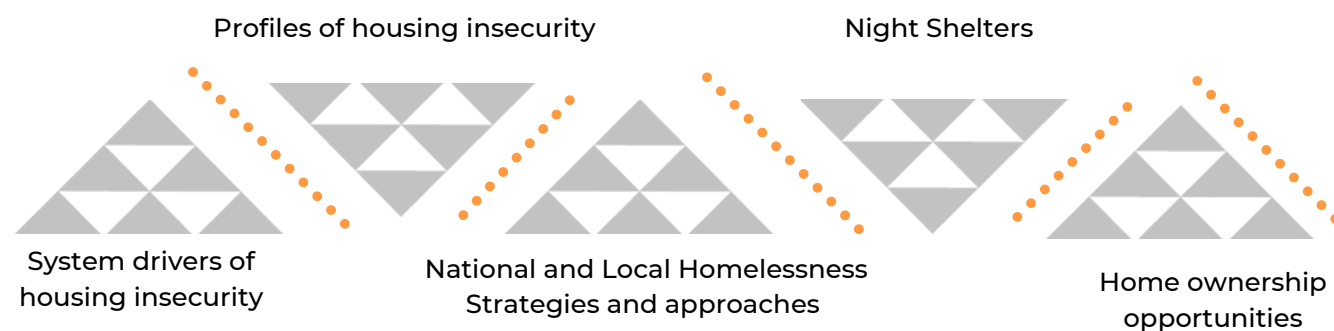 Profiles of housing insecurity
Night Shelters
System drivers of
housing insecurity
National and Local Homelessness
Strategies and approaches
Home ownership
opportunities